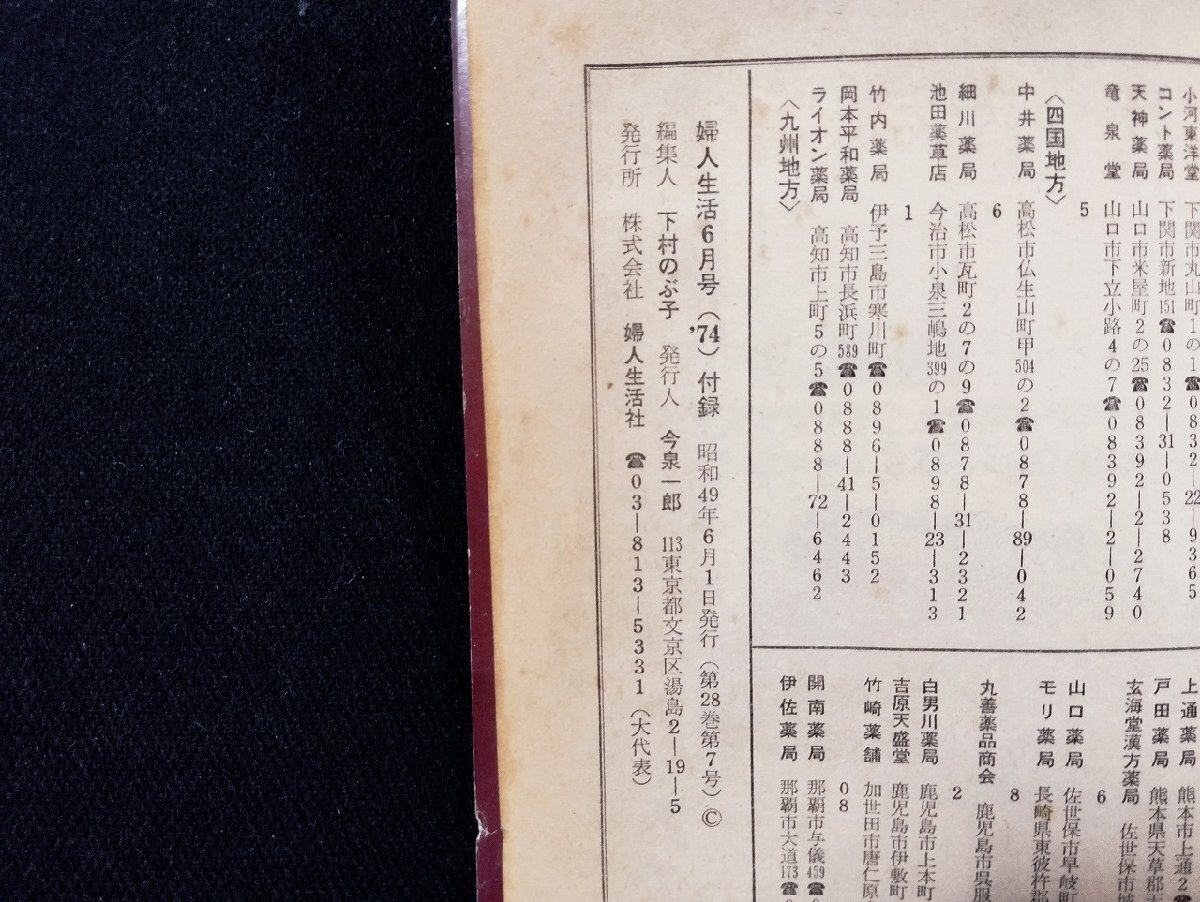 小河東洋堂　下関市丸山町1の1☎0832—22—9365
コント薬局　下関市新地151☎0832—31—0538
天神薬局　山口市米屋町2の25☎08392—2—2740
竜泉堂　山口市下立小路4の7☎08392—2—059
5
〈四国地方〉
中井薬局　高松市仏生山町甲504の2☎0878—89—042
6
細川薬局　高松市瓦町2の7の9☎0878—31—2321
池田薬草店　今治市小泉三嶋地399の1☎0898—23—313
1
竹内薬局　伊予三島市寒川町☎0896—5—0152
岡本平和薬局　高知市長浜町589☎0888—41—2443
ライオン薬局　高知市上町5の5☎0888—72—6462
〈九州地方〉
上通薬局　熊本市上通2☎
戸田薬局　熊本県天草郡
玄海堂漢方薬局　佐世保市
6
山口薬局　佐世保市早岐町
モリ薬局　長崎県東彼杵郡
8
丸善薬品商会　鹿児島市呉服
2
白男川薬局　鹿児島市上本町
吉原天盛堂　鹿児島市伊敷町
竹崎薬舗　加世田市唐仁原
08
開南薬局　那覇市与儀459☎
伊佐薬局　那覇市大道173☎
婦人生活6月号（'74）付録　昭和49年6月1日発行（第28巻第7号）©
編集人　下村のぶ子　発行人　今泉一郎　113東京都文京区湯島2—19—5
発行所　株式会社　婦人生活社　☎03—813—5331（大代表）